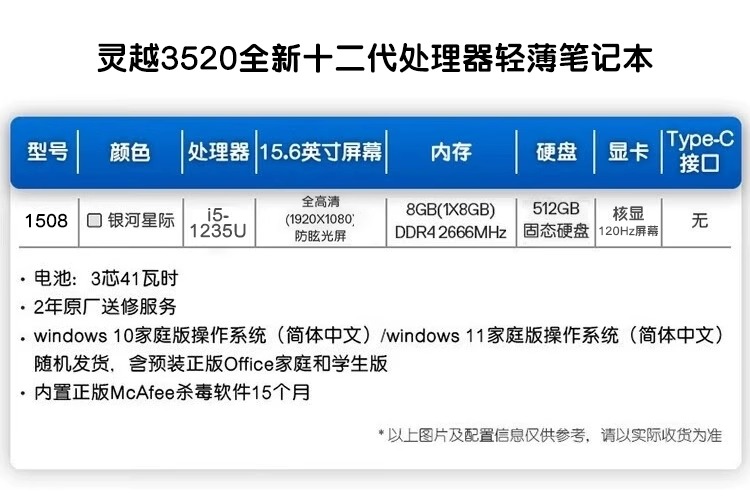 灵越3520全新十二代处理器轻薄笔记本
型号 颜色 处理器 15.6英寸屏幕 内存 硬盘 显卡 Type-C接口
1508 银河星际 i5-1235U 全高清(1920X1080)防眩光屏 8GB(1X8GB) DDR4 2666MHz 512GB固态硬盘 核显 120Hz屏幕 无
· 电池：3芯41瓦时
· 2年原厂送修服务
· windows 10家庭版操作系统（简体中文）/windows 11家庭版操作系统（简体中文）
随机发货，含预装正版Office家庭和学生版
· 内置正版McAfee杀毒软件15个月
*以上图片及配置信息仅供参考，请以实际收货为准